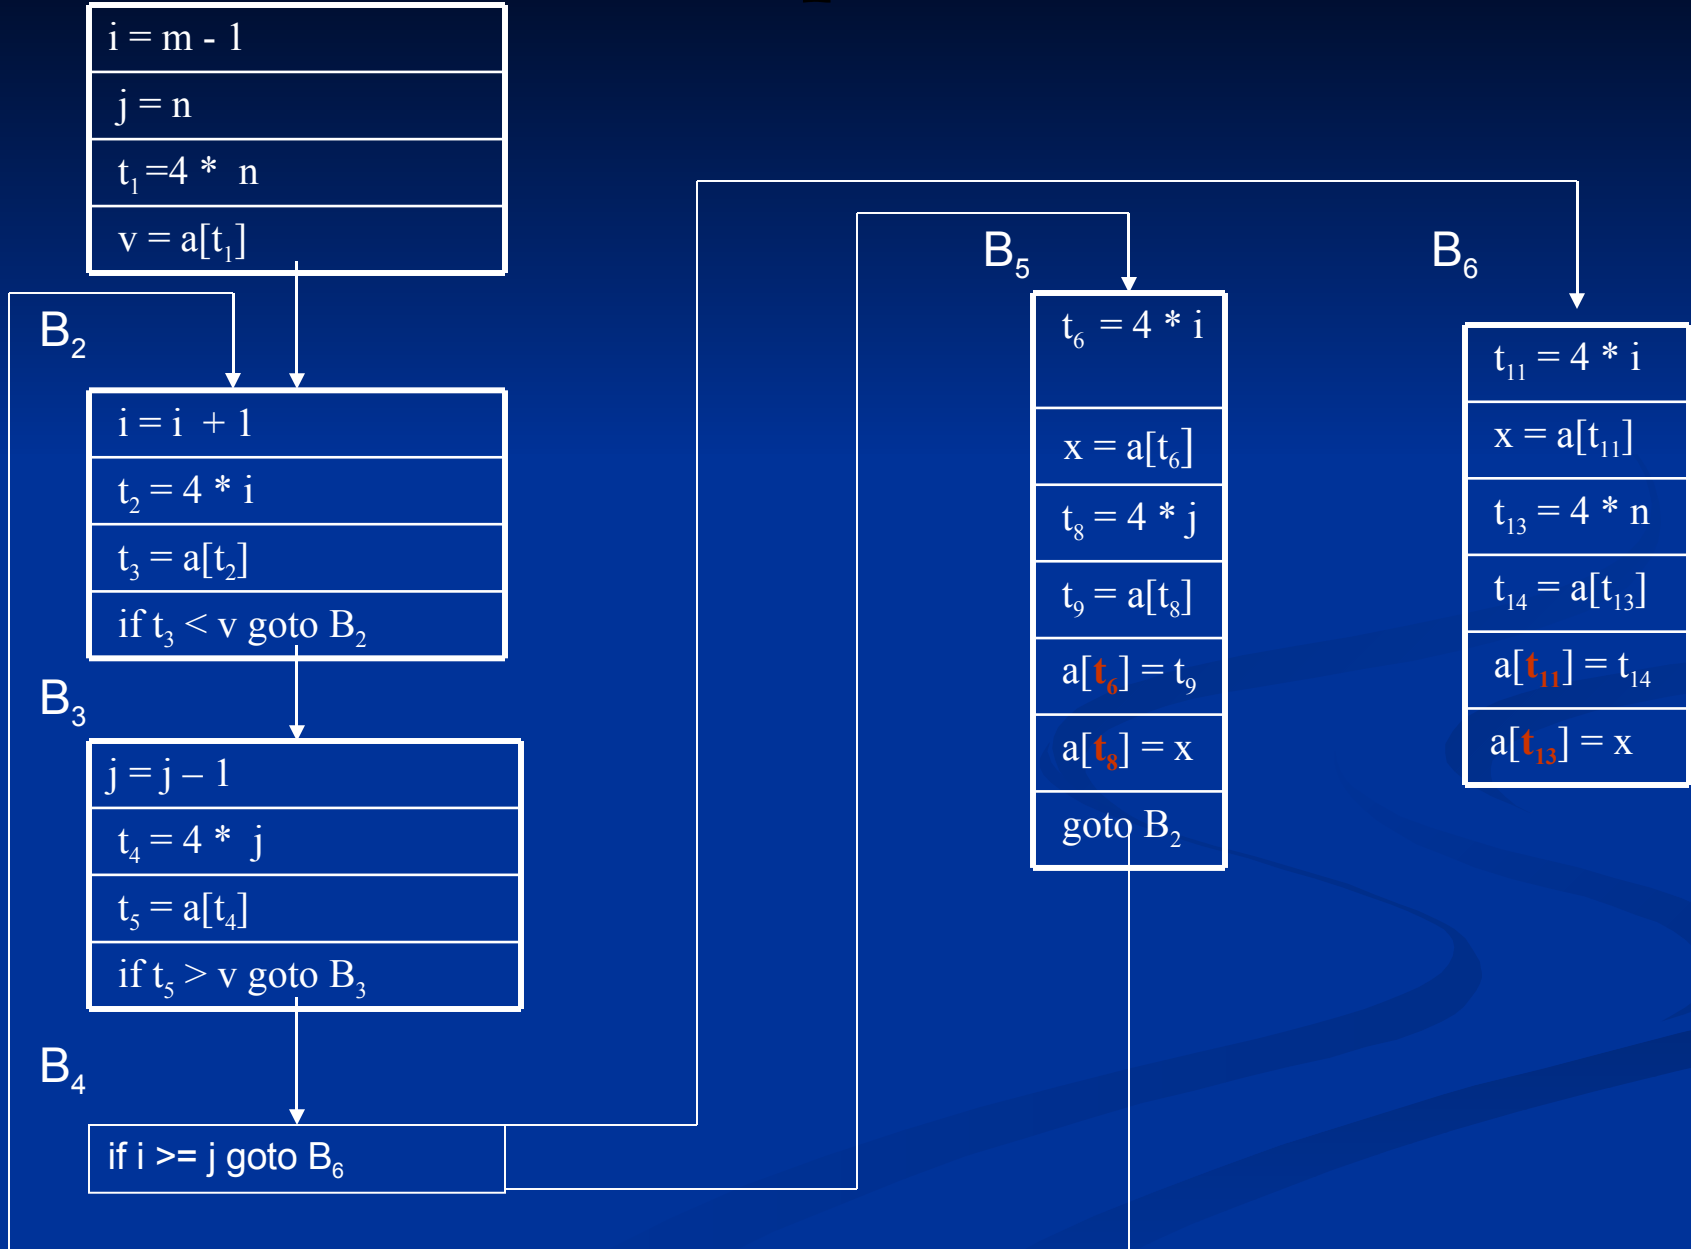 i = m - 1
j = n
t₁ =4 * n
v = a[t₁]
B₂
i = i + 1
t₂ = 4 * i
t₃ = a[t₂]
if t₃ < v goto B₂
B₃
j = j – 1
t₄ = 4 * j
t₅ = a[t₄]
if t₅ > v goto B₃
B₄
if i >= j goto B₆
B₅
t₆ = 4 * i
x = a[t₆]
t₈ = 4 * j
t₉ = a[t₈]
a[t₆] = t₉
a[t₈] = x
goto B₂
B₆
t₁₁ = 4 * i
x = a[t₁₁]
t₁₃ = 4 * n
t₁₄ = a[t₁₃]
a[t₁₁] = t₁₄
a[t₁₃] = x